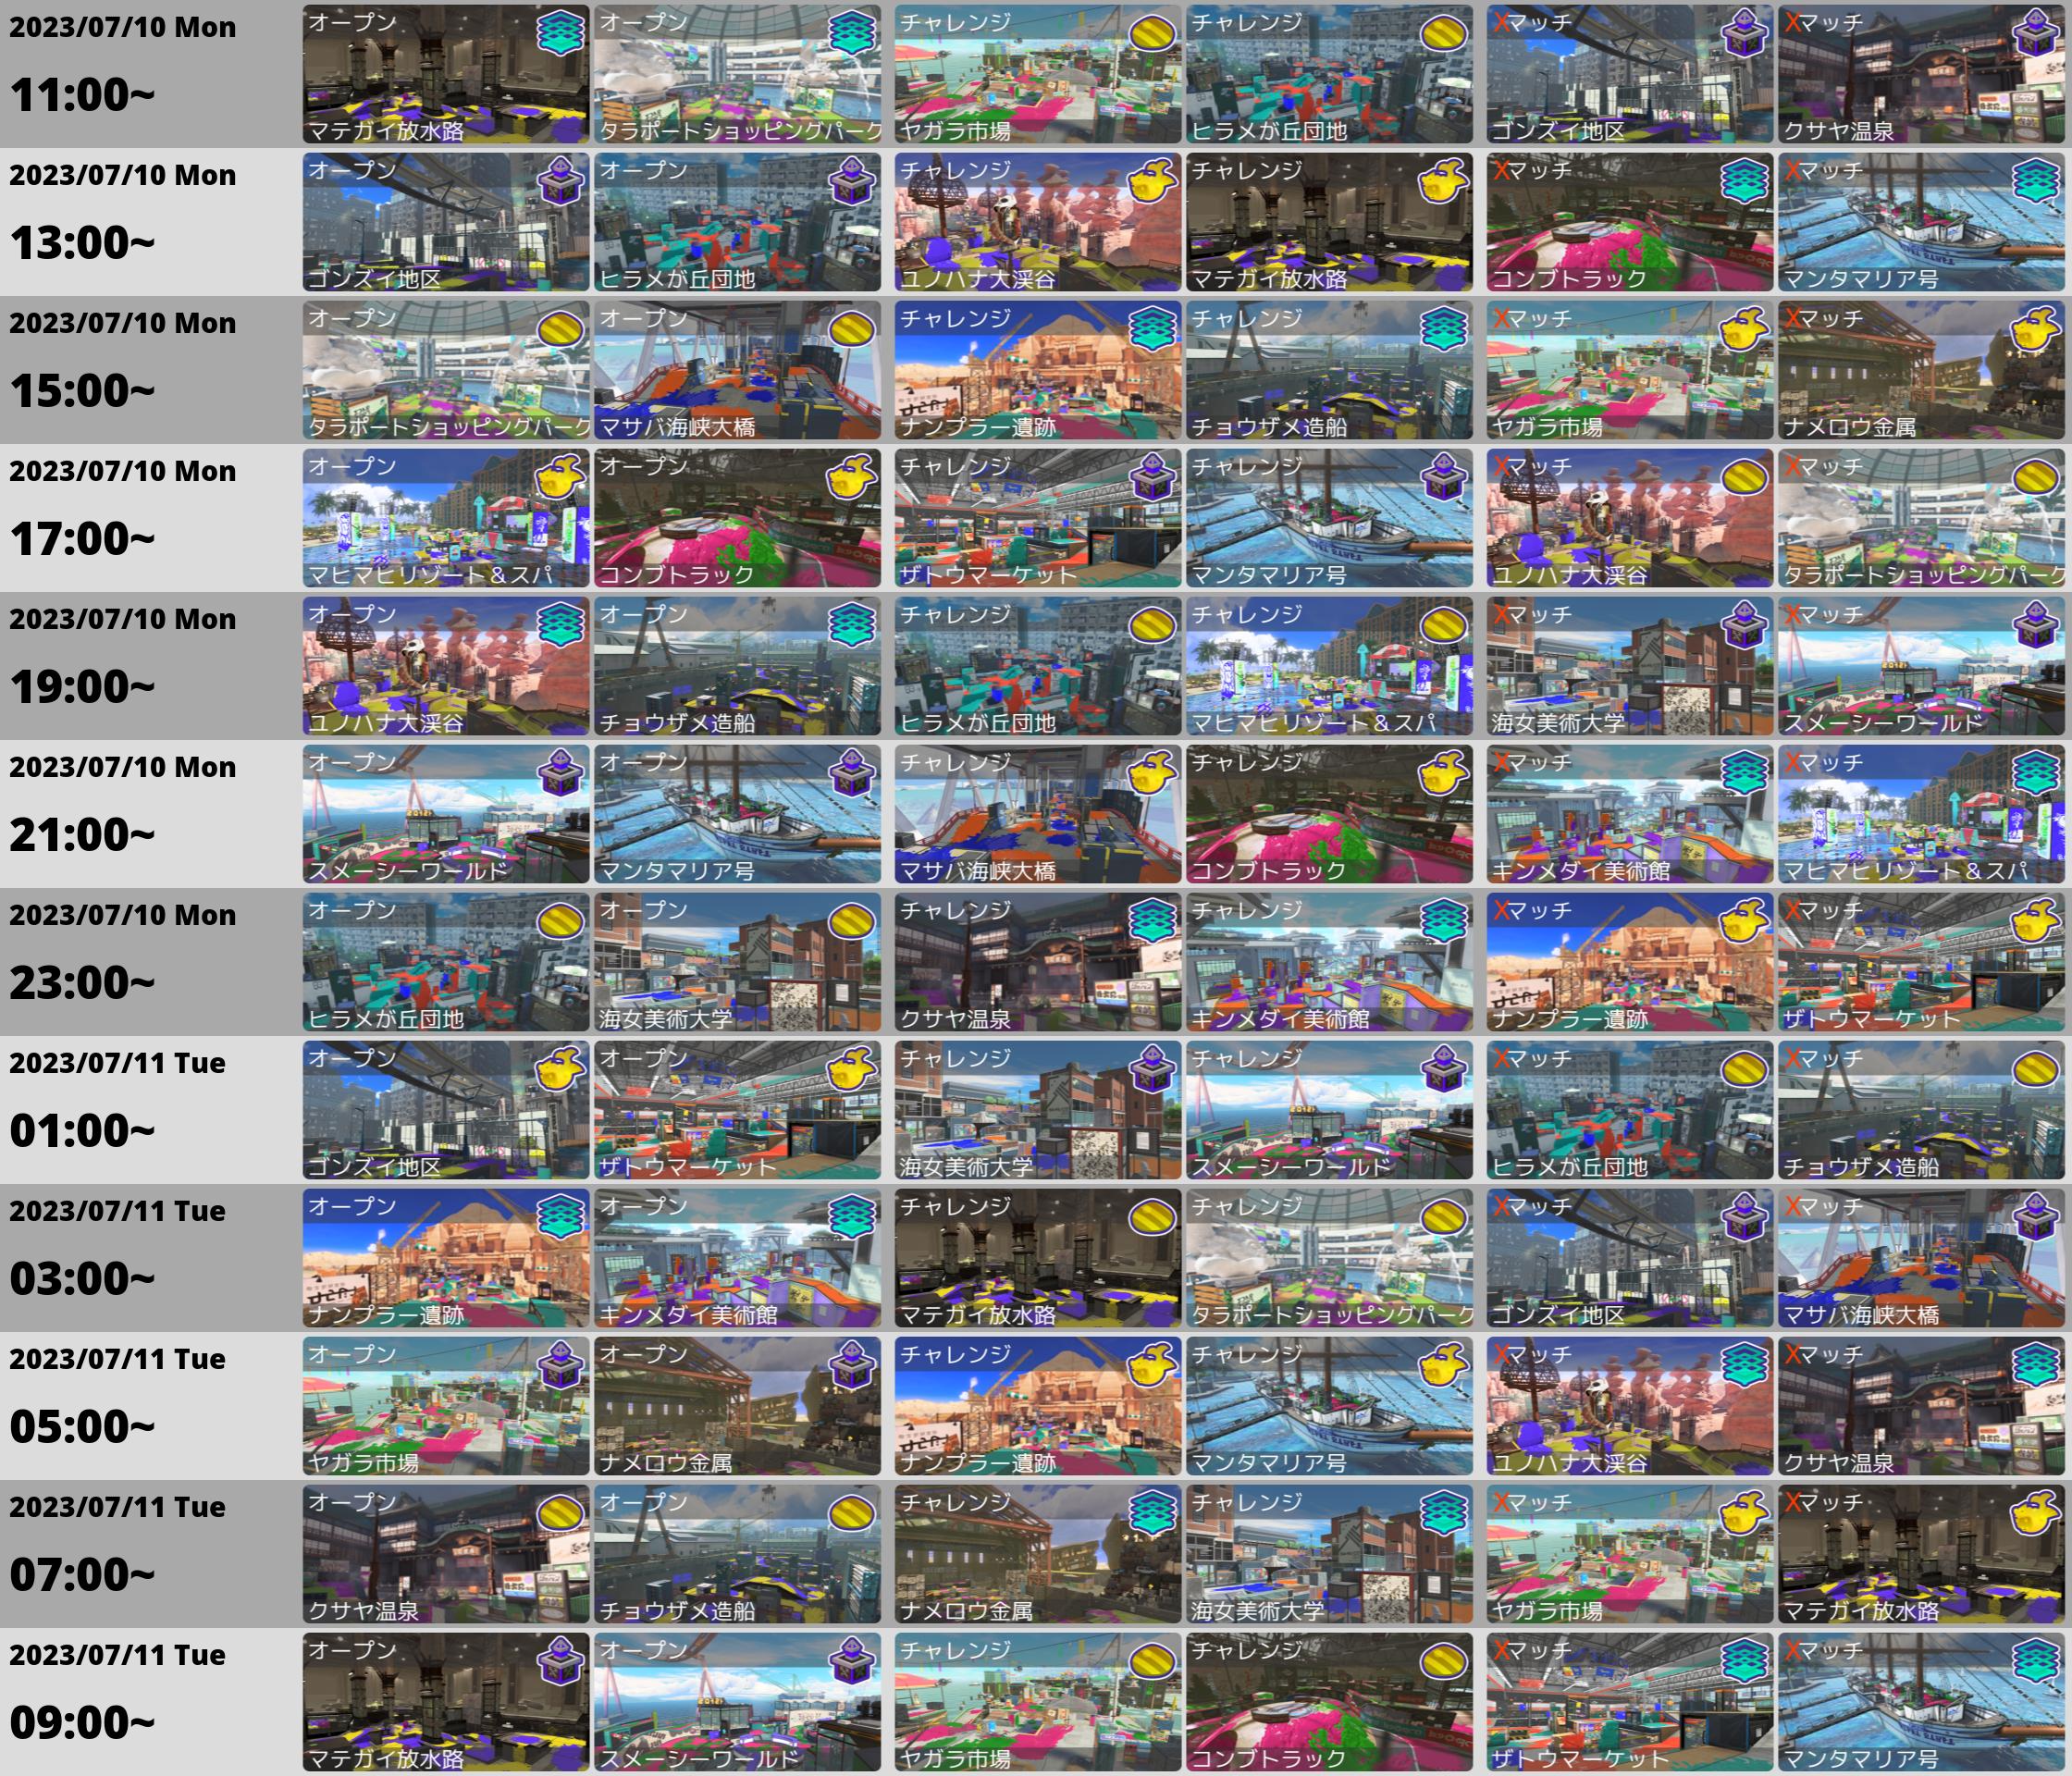 2023/07/10 Mon
11:00~
オープン
マテガイ放水路
オープン
タラポートショッピングパーク
チャレンジ
ヤガラ市場
チャレンジ
ヒラメが丘団地
Xマッチ
ゴンズイ地区
Xマッチ
クサヤ温泉
2023/07/10 Mon
13:00~
オープン
ゴンズイ地区
オープン
ヒラメが丘団地
チャレンジ
ユノハナ大渓谷
チャレンジ
マテガイ放水路
Xマッチ
コンブトラック
Xマッチ
マンタマリア号
2023/07/10 Mon
15:00~
オープン
タラポートショッピングパーク
オープン
マサバ海峡大橋
チャレンジ
ナンプラー遺跡
チャレンジ
チョウザメ造船
Xマッチ
ヤガラ市場
Xマッチ
ナメロウ金属
2023/07/10 Mon
17:00~
オープン
マヒマヒリゾート&スパ
オープン
コンブトラック
チャレンジ
ザトウマーケット
チャレンジ
マンタマリア号
Xマッチ
ユノハナ大渓谷
Xマッチ
タラポートショッピングパーク
2023/07/10 Mon
19:00~
オープン
ユノハナ大渓谷
オープン
チョウザメ造船
チャレンジ
ヒラメが丘団地
チャレンジ
マヒマヒリゾート&スパ
Xマッチ
海女美術大学
Xマッチ
スメーシーワールド
2023/07/10 Mon
21:00~
オープン
スメーシーワールド
オープン
マンタマリア号
チャレンジ
マサバ海峡大橋
チャレンジ
コンブトラック
Xマッチ
キンメダイ美術館
Xマッチ
マヒマヒリゾート&スパ
2023/07/10 Mon
23:00~
オープン
ヒラメが丘団地
オープン
海女美術大学
チャレンジ
クサヤ温泉
チャレンジ
キンメダイ美術館
Xマッチ
ナンプラー遺跡
Xマッチ
ザトウマーケット
2023/07/11 Tue
01:00~
オープン
ゴンズイ地区
オープン
ザトウマーケット
チャレンジ
海女美術大学
チャレンジ
スメーシーワールド
Xマッチ
ヒラメが丘団地
Xマッチ
チョウザメ造船
2023/07/11 Tue
03:00~
オープン
ナンプラー遺跡
オープン
キンメダイ美術館
チャレンジ
マテガイ放水路
チャレンジ
タラポートショッピングパーク
Xマッチ
ゴンズイ地区
Xマッチ
マサバ海峡大橋
2023/07/11 Tue
05:00~
オープン
ヤガラ市場
オープン
ナメロウ金属
チャレンジ
ナンプラー遺跡
チャレンジ
マンタマリア号
Xマッチ
ユノハナ大渓谷
Xマッチ
クサヤ温泉
2023/07/11 Tue
07:00~
オープン
クサヤ温泉
オープン
チョウザメ造船
チャレンジ
ナメロウ金属
チャレンジ
海女美術大学
Xマッチ
ヤガラ市場
Xマッチ
マテガイ放水路
2023/07/11 Tue
09:00~
オープン
マテガイ放水路
オープン
スメーシーワールド
チャレンジ
ヤガラ市場
チャレンジ
コンブトラック
Xマッチ
ザトウマーケット
Xマッチ
マンタマリア号